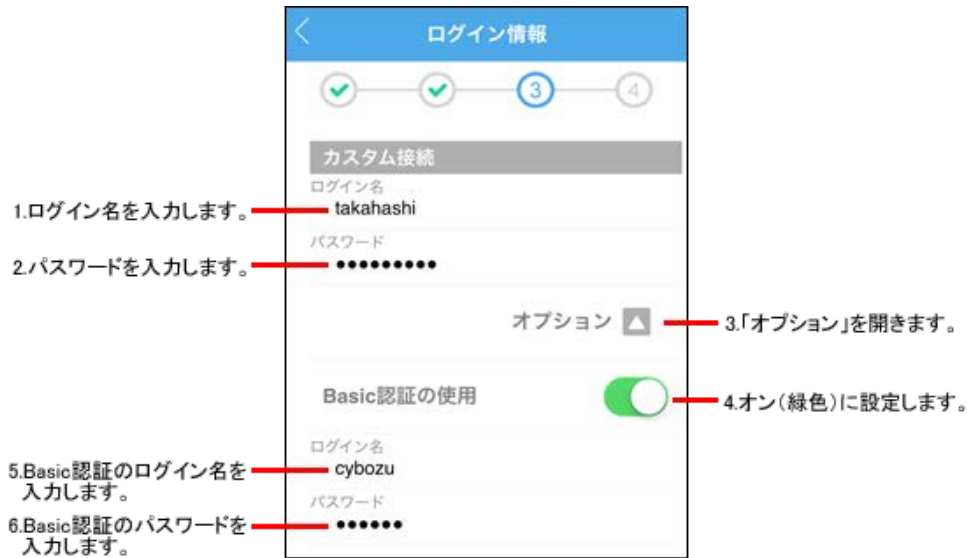 ログイン情報
3
4
カスタム接続
ログイン名
1.ログイン名を入力します。
takahashi
パスワード
2.パスワードを入力します。
•••••••••
オプション
3.「オプション」を開きます。
Basic認証の使用
4.オン(緑色)に設定します。
ログイン名
5.Basic認証のログイン名を
入力します。
cybozu
パスワード
6.Basic認証のパスワードを
入力します。
••••••